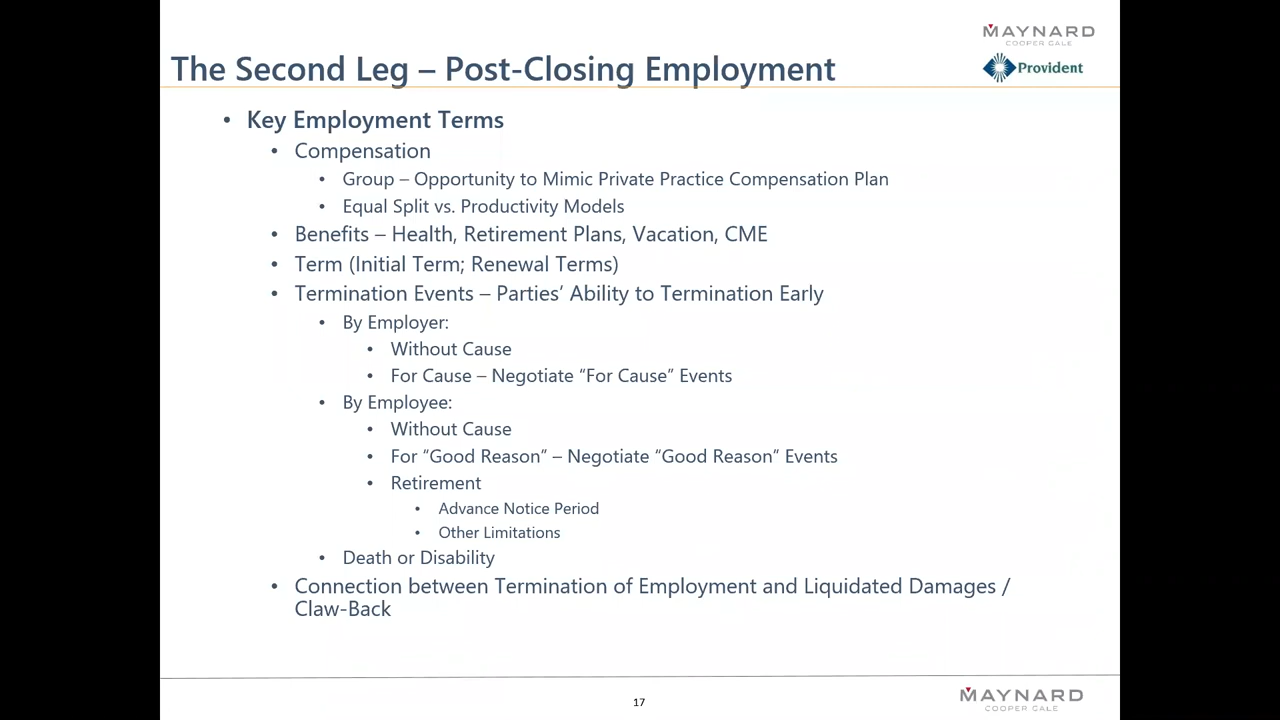 MAYNARD
COOPER GALE
The Second Leg – Post-Closing Employment
Provident
• Key Employment Terms
• Compensation
• Group – Opportunity to Mimic Private Practice Compensation Plan
• Equal Split vs. Productivity Models
• Benefits – Health, Retirement Plans, Vacation, CME
• Term (Initial Term; Renewal Terms)
• Termination Events – Parties’ Ability to Termination Early
• By Employer:
• Without Cause
• For Cause – Negotiate “For Cause” Events
• By Employee:
• Without Cause
• For “Good Reason” – Negotiate “Good Reason” Events
• Retirement
• Advance Notice Period
• Other Limitations
• Death or Disability
• Connection between Termination of Employment and Liquidated Damages /
Claw-Back
17
MAYNARD
COOPER GALE